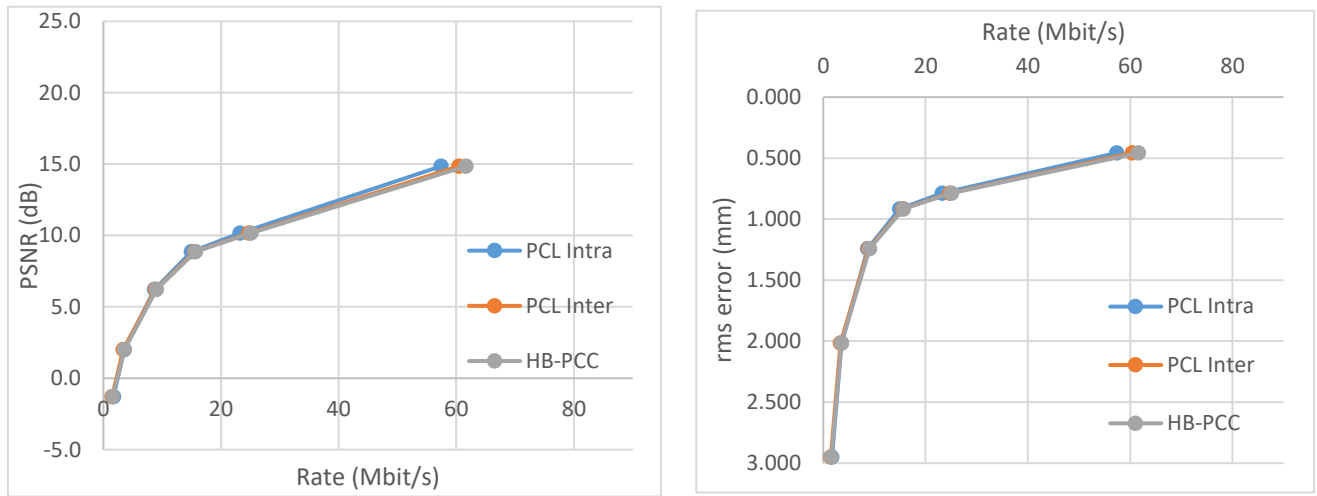 25.0
20.0
15.0
10.0
5.0
0.0
-5.0
0 20 40 60 80
PSNR (dB)
Rate (Mbit/s)
PCL Intra
PCL Inter
HB-PCC
Rate (Mbit/s)
0 20 40 60 80
0.000
0.500
1.000
1.500
2.000
2.500
3.000
rms error (mm)
PCL Intra
PCL Inter
HB-PCC